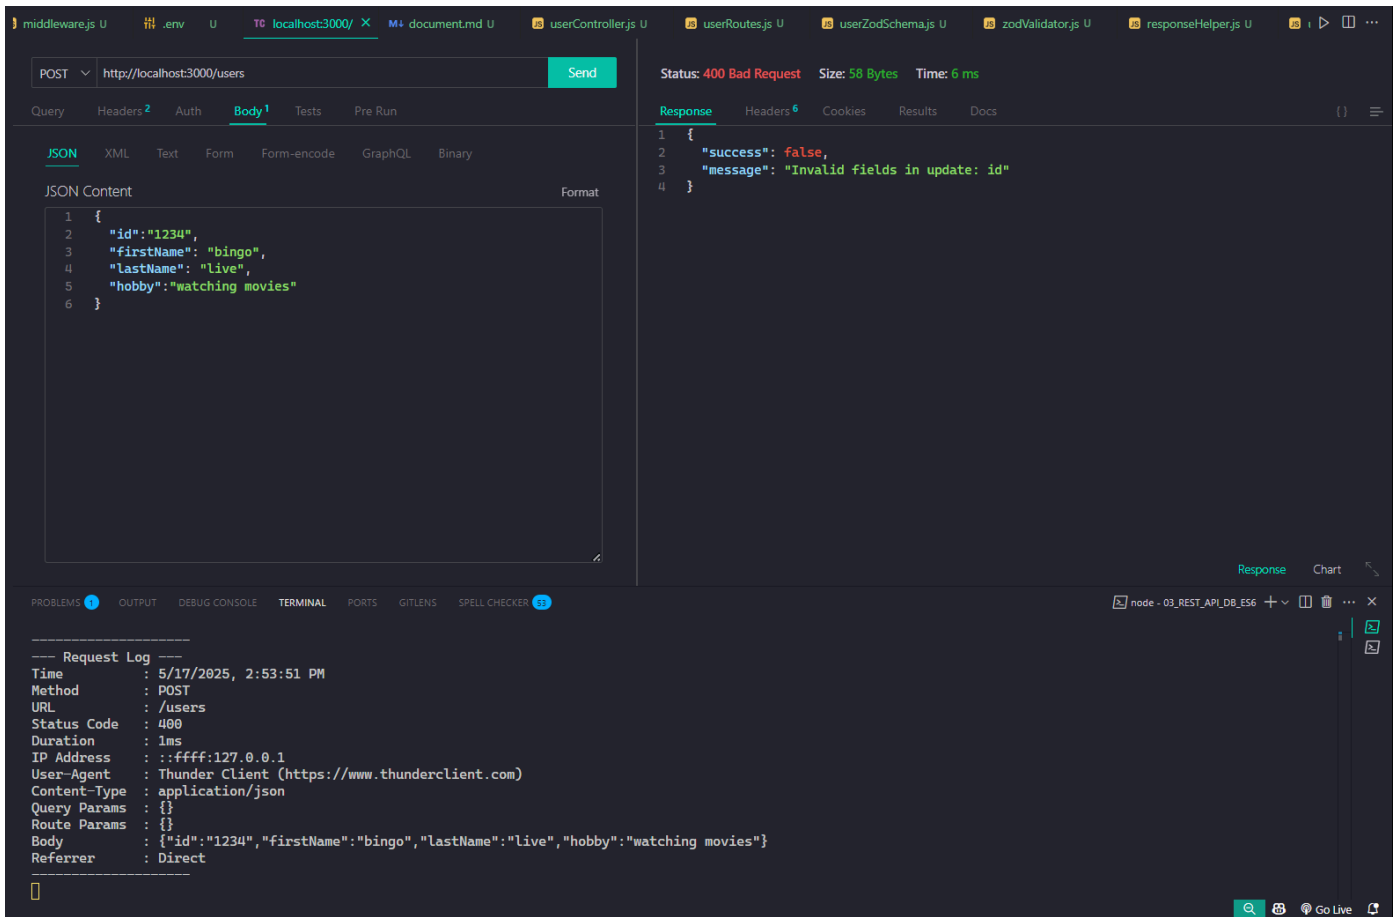 middleware.js U .env U TC localhost:3000/ × M↓ document.md U JS userController.js U JS userRoutes.js U JS userZodSchema.js U JS zodValidator.js U JS responseHelper.js U JS
POST http://localhost:3000/users Send
Query Headers 2 Auth Body 1 Tests Pre Run
JSON XML Text Form Form-encode GraphQL Binary
JSON Content Format
1 {
2 "id":"1234",
3 "firstName": "bingo",
4 "lastName": "live",
5 "hobby":"watching movies"
6 }
Status: 400 Bad Request Size: 58 Bytes Time: 6 ms
Response Headers 6 Cookies Results Docs {}
1 {
2 "success": false,
3 "message": "Invalid fields in update: id"
4 }
Response Chart
PROBLEMS 1 OUTPUT DEBUG CONSOLE TERMINAL PORTS GITLENS SPELL CHECKER 53 node - 03_REST_API_DB_ES6
--------------------
--- Request Log ---
Time : 5/17/2025, 2:53:51 PM
Method : POST
URL : /users
Status Code : 400
Duration : 1ms
IP Address : ::ffff:127.0.0.1
User-Agent : Thunder Client (https://www.thunderclient.com)
Content-Type : application/json
Query Params : {}
Route Params : {}
Body : {"id":"1234","firstName":"bingo","lastName":"live","hobby":"watching movies"}
Referrer : Direct
--------------------
Go Live